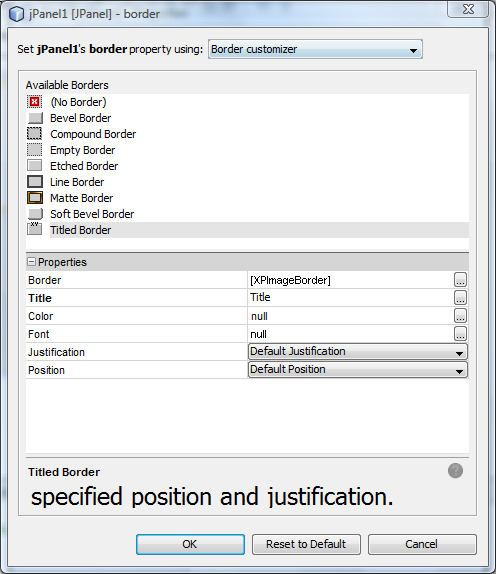 jPanel1 [JPanel] - border
Set jPanel1's border property using: Border customizer
Available Borders
(No Border)
Bevel Border
Compound Border
Empty Border
Etched Border
Line Border
Matte Border
Soft Bevel Border
XY Titled Border
Properties
Border [XPImageBorder] ...
Title Title ...
Color null ...
Font null ...
Justification Default Justification
Position Default Position
Titled Border ?
specified position and justification.
OK Reset to Default Cancel